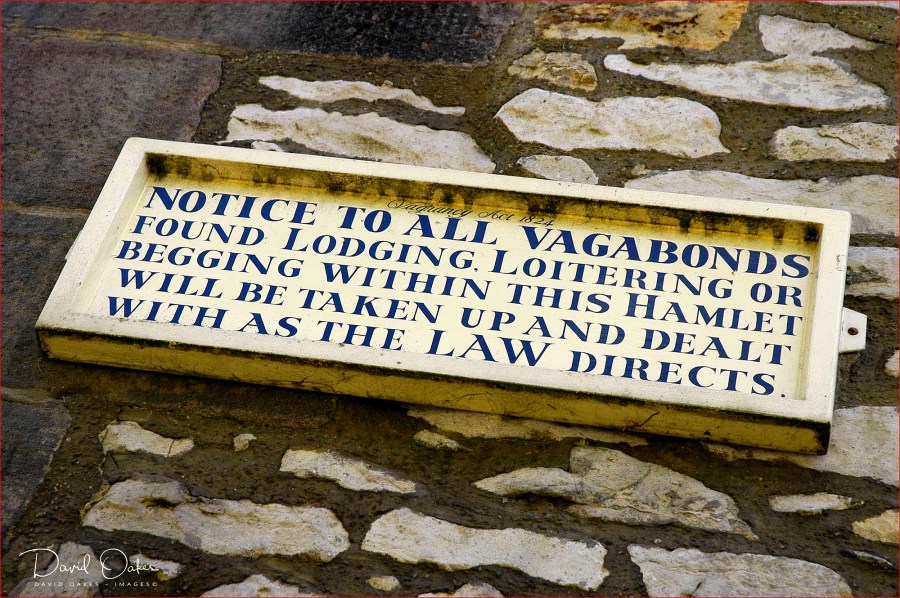 Vagrancy Act 1824
NOTICE TO ALL VAGABONDS
FOUND LODGING, LOITERING OR
BEGGING WITHIN THIS HAMLET
WILL BE TAKEN UP AND DEALT
WITH AS THE LAW DIRECTS.
David Oakes
DAVID OAKES - IMAGES©